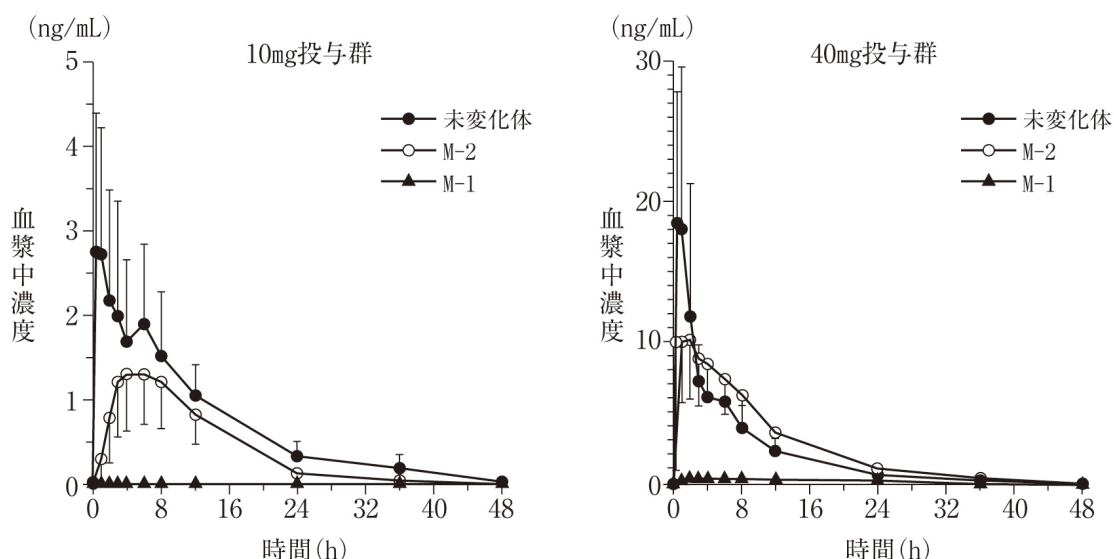 (ng/mL)
10mg投与群
5
4
3
2
1
0
血漿中濃度
未変化体
M-2
M-1
0 8 16 24 32 40 48
時間(h)
(ng/mL)
40mg投与群
30
20
10
0
血漿中濃度
未変化体
M-2
M-1
0 8 16 24 32 40 48
時間(h)